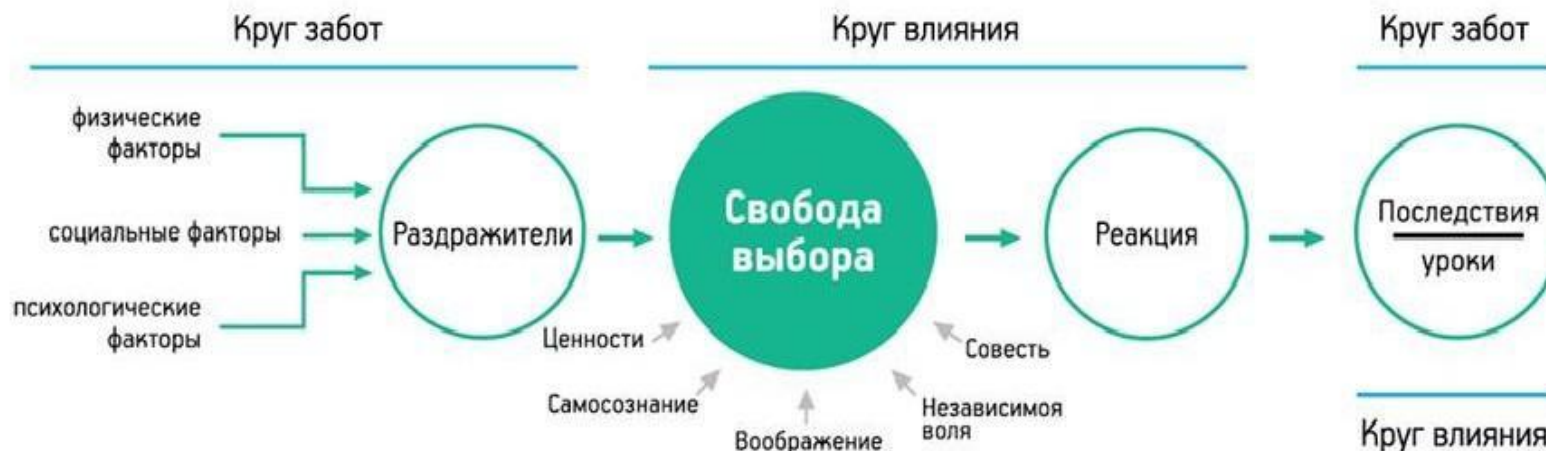 Круг забот
Круг влияния
Круг забот
физические
факторы
социальные факторы
психологические
факторы
Раздражители
Свобода
выбора
Ценности
Самосознание
Воображение
Независимоя
воля
Совесть
Реакция
Последствия
уроки
Круг влияния